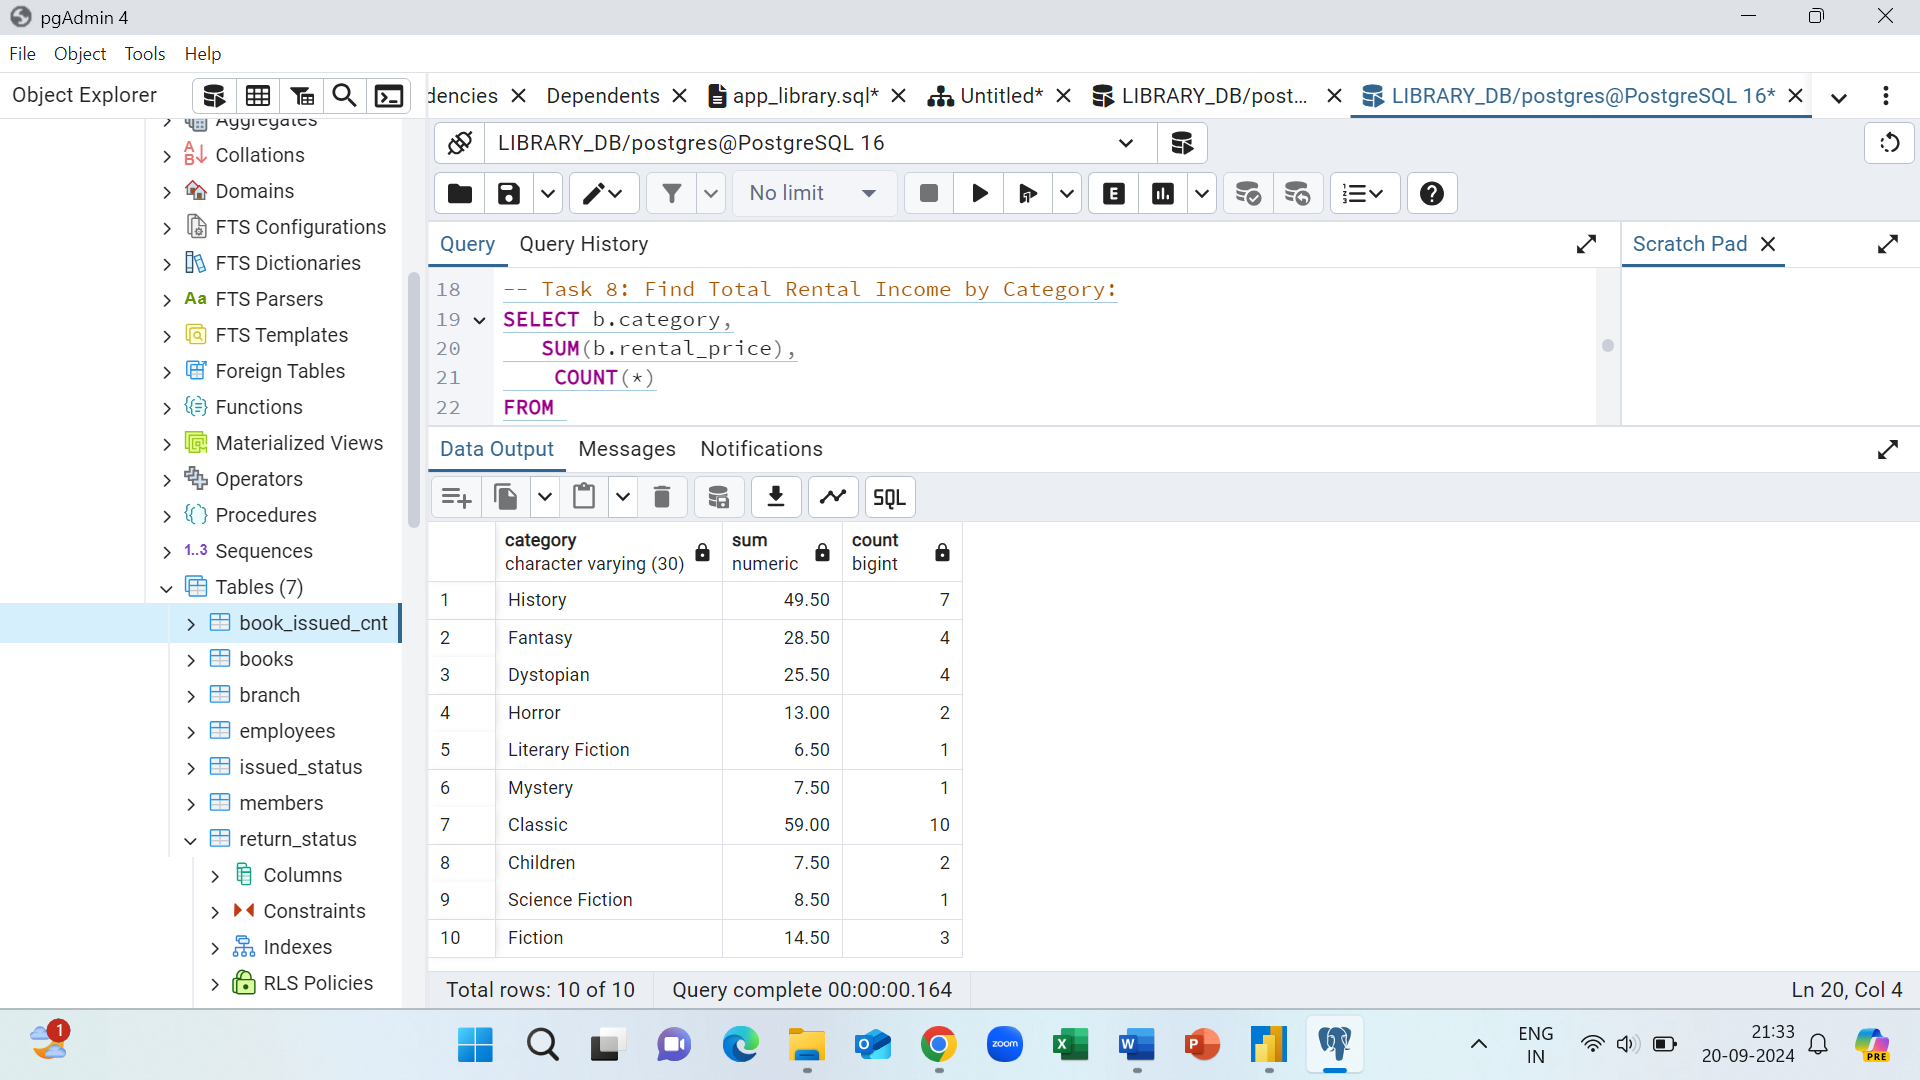 pgAdmin 4
File Object Tools Help
Object Explorer
dencies Dependents app_library.sql* Untitled* LIBRARY_DB/post... LIBRARY_DB/postgres@PostgreSQL 16*
Aggregates
Collations
Domains
FTS Configurations
FTS Dictionaries
Aa FTS Parsers
FTS Templates
Foreign Tables
Functions
Materialized Views
Operators
Procedures
1..3 Sequences
Tables (7)
book_issued_cnt
books
branch
employees
issued_status
members
return_status
Columns
Constraints
Indexes
RLS Policies
LIBRARY_DB/postgres@PostgreSQL 16
No limit E
Query Query History Scratch Pad
18 -- Task 8: Find Total Rental Income by Category:
19 SELECT b.category,
20 SUM(b.rental_price),
21 COUNT(*)
22 FROM
Data Output Messages Notifications
SQL
category sum count
character varying (30) numeric bigint
1 History 49.50 7
2 Fantasy 28.50 4
3 Dystopian 25.50 4
4 Horror 13.00 2
5 Literary Fiction 6.50 1
6 Mystery 7.50 1
7 Classic 59.00 10
8 Children 7.50 2
9 Science Fiction 8.50 1
10 Fiction 14.50 3
Total rows: 10 of 10 Query complete 00:00:00.164 Ln 20, Col 4
1 zoom ENG 21:33
IN 20-09-2024 PRE